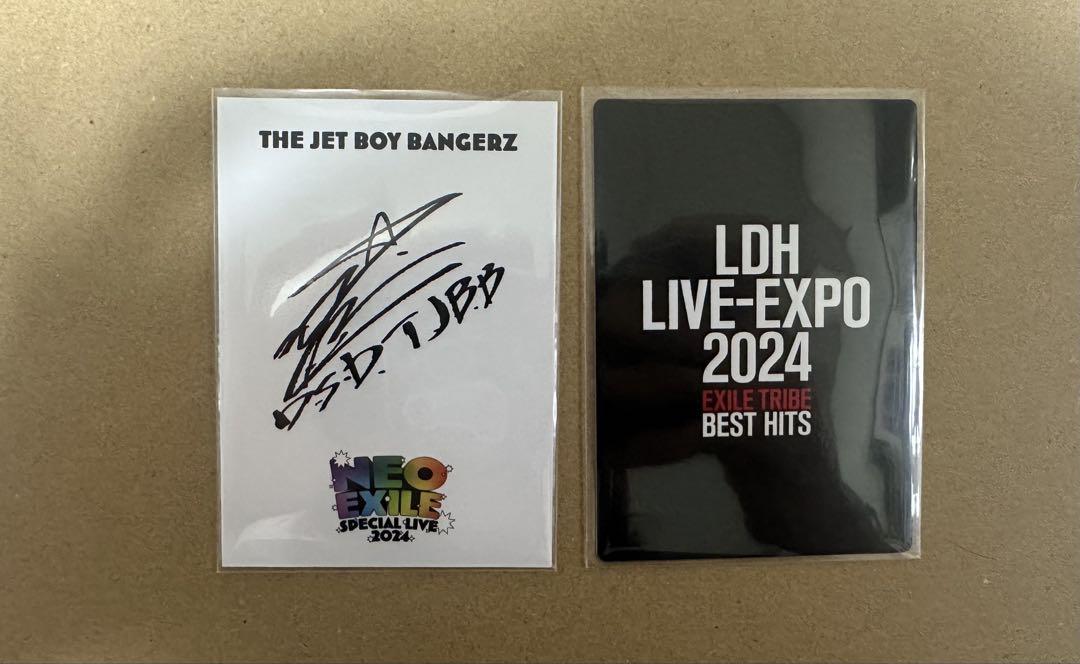 THE JET BOY BANGERZ
T.J.B.B
NEO
EXILE
SPECIAL LIVE
2024
LDH
LIVE-EXPO
2024
EXILE TRIBE
BEST HITS